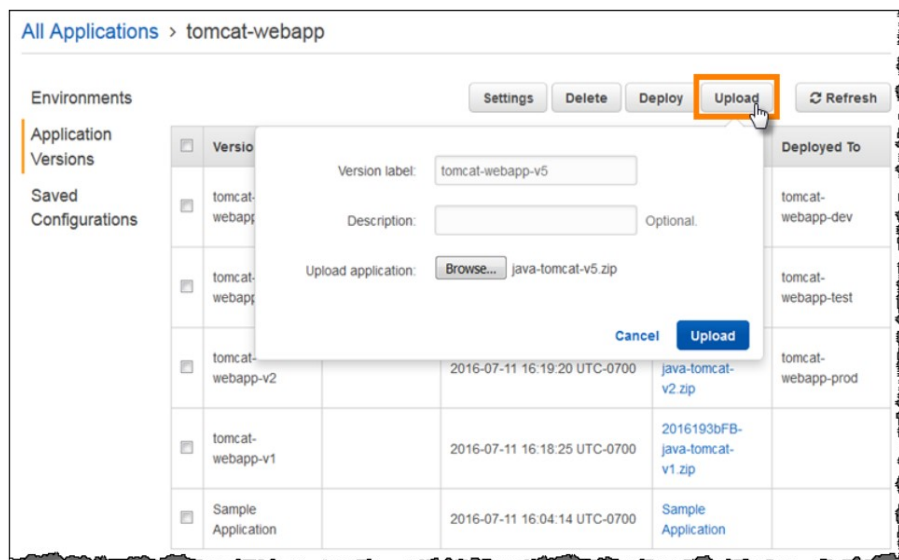 All Applications > tomcat-webapp
Environments
Application
Versions
Saved
Configurations
Settings Delete Deploy Upload Refresh
Versio
Deployed To
Version label: tomcat-webapp-v5
Description: Optional.
Upload application: Browse... java-tomcat-v5.zip
Cancel Upload
tomcat-
webapp
tomcat-
webapp-dev
tomcat-
webapp
tomcat-
webapp-test
tomcat-
webapp-v2
2016-07-11 16:19:20 UTC-0700
java-tomcat-
v2.zip
tomcat-
webapp-prod
tomcat-
webapp-v1
2016-07-11 16:18:25 UTC-0700
2016193bFB-
java-tomcat-
v1.zip
Sample
Application
2016-07-11 16:04:14 UTC-0700
Sample
Application